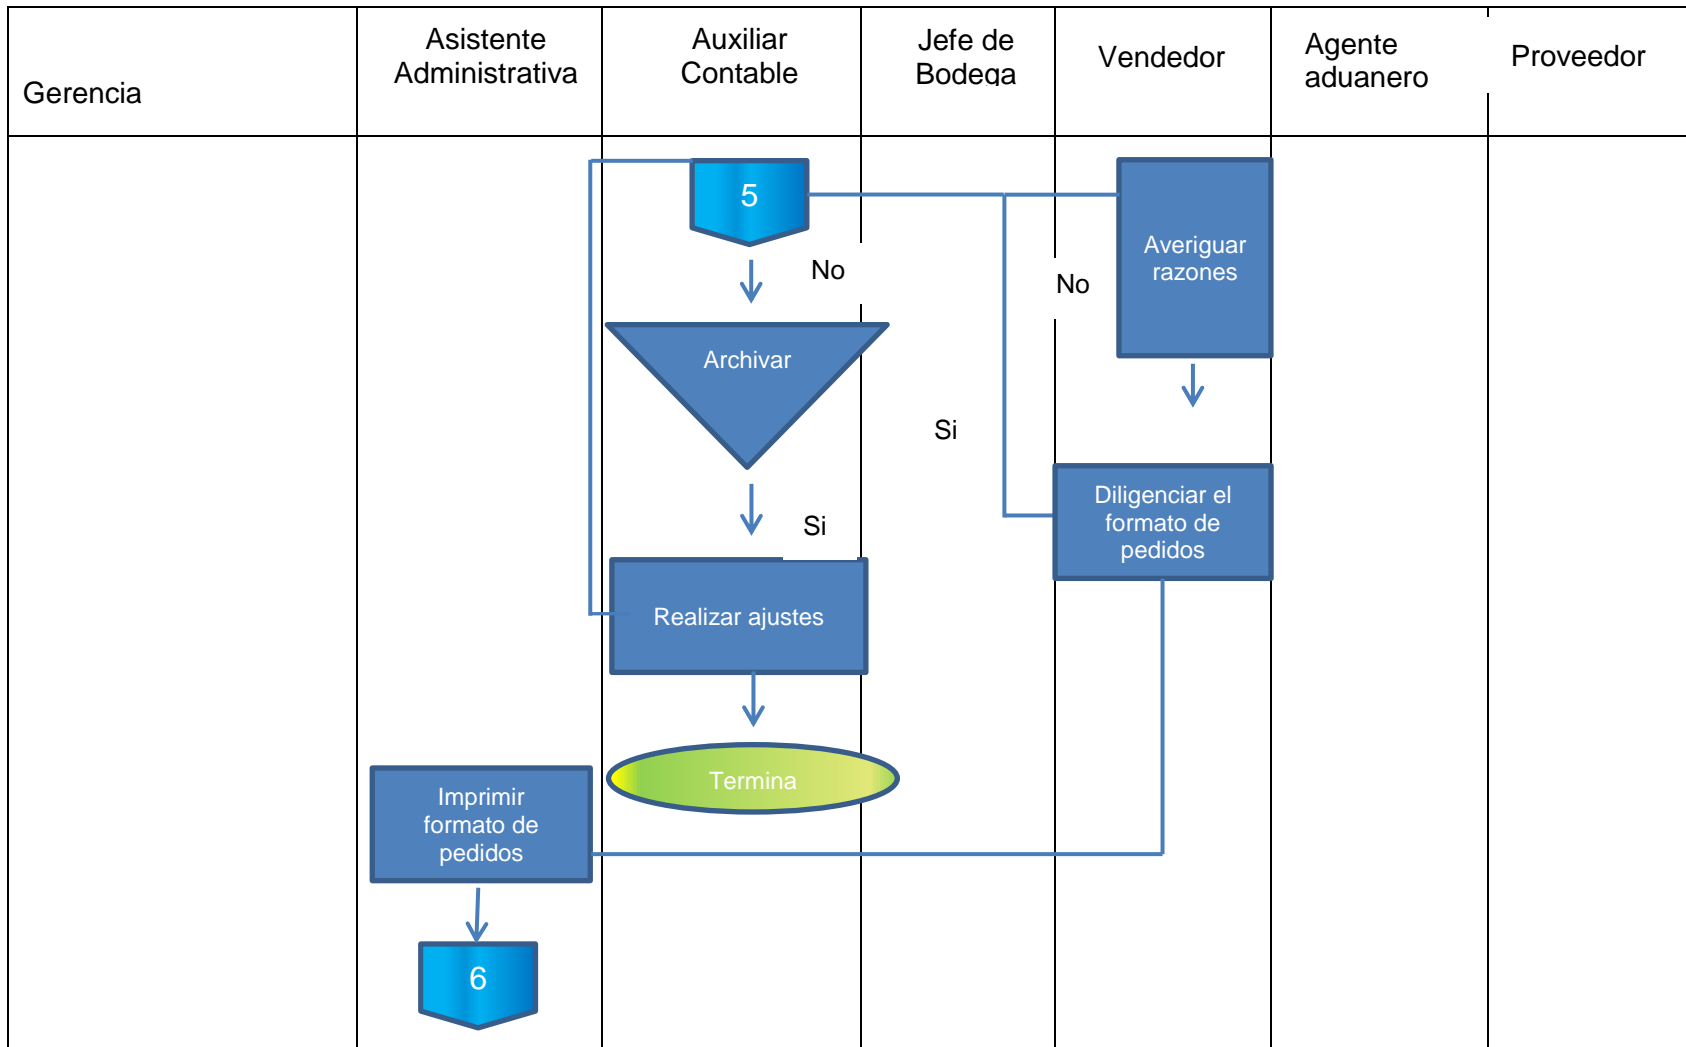 Gerencia
Asistente
Administrativa
Auxiliar
Contable
Jefe de
Bodega
Vendedor
Agente
aduanero
Proveedor
5
No
Archivar
Si
Realizar ajustes
Termina
Averiguar
razones
No
Si
Diligenciar el
formato de
pedidos
Imprimir
formato de
pedidos
6